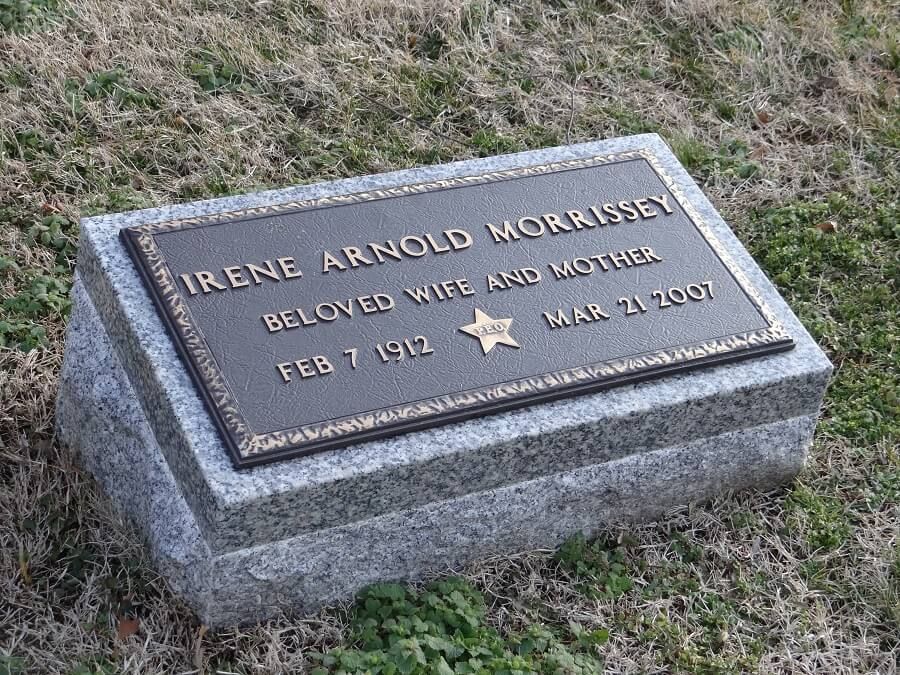 IRENE ARNOLD MORRISSEY
BELOVED WIFE AND MOTHER
FEB 7 1912 P.E.O MAR 21 2007